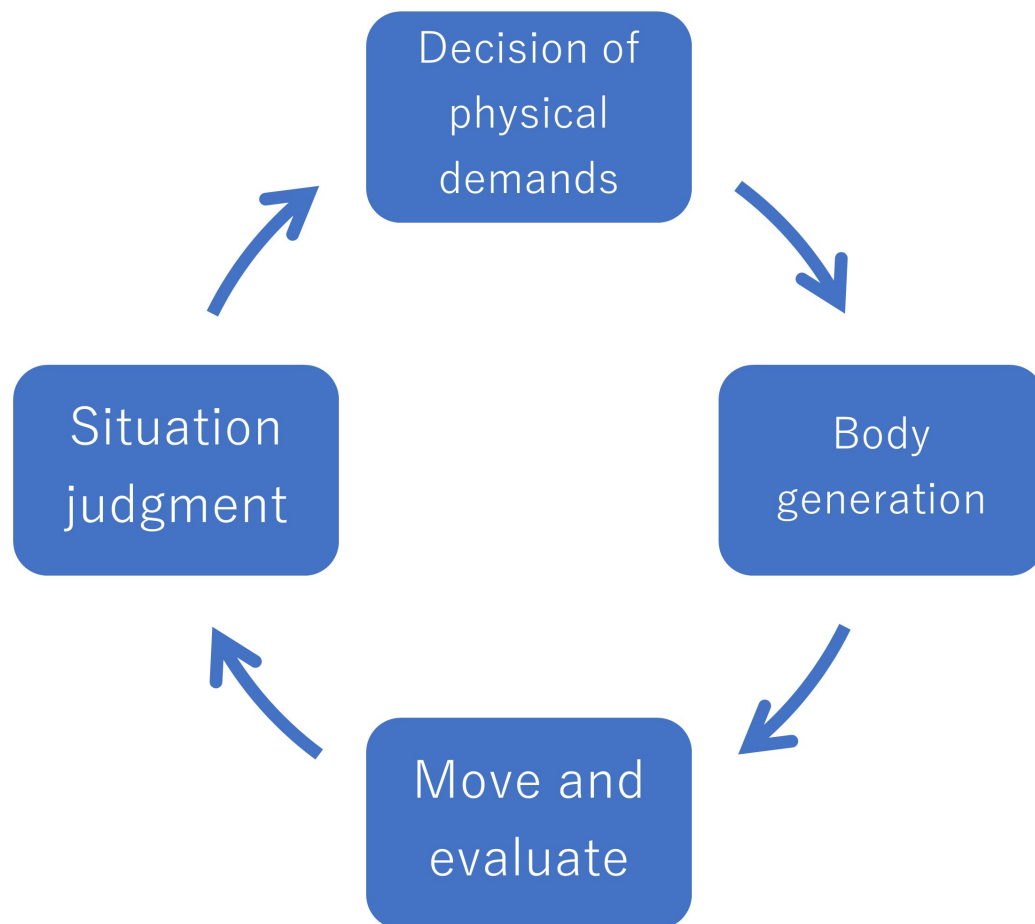 Decision of
physical
demands
Body
generation
Move and
evaluate
Situation
judgment